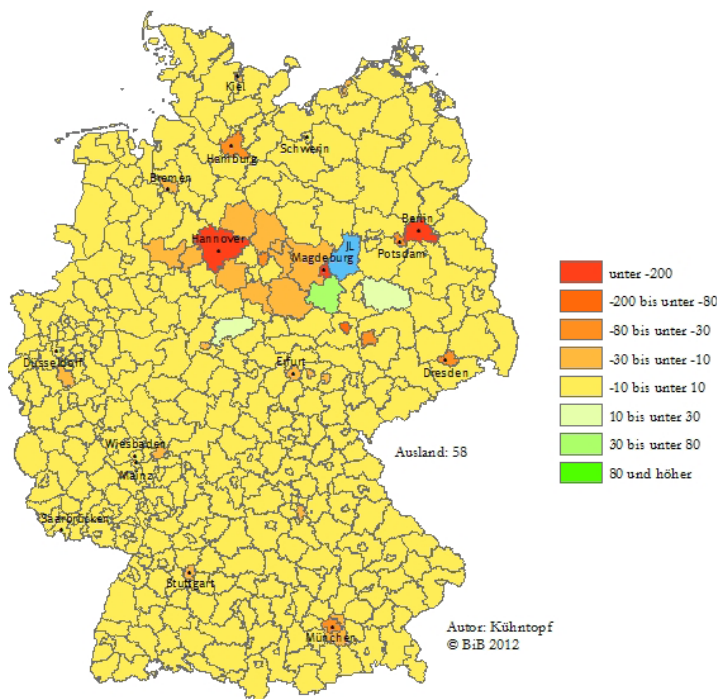 Kiel
Schwerin
Hamburg
Bremen
Berlin
Hannover
JL
Potsdam
Magdeburg
unter -200
-200 bis unter -80
-80 bis unter -30
-30 bis unter -10
-10 bis unter 10
10 bis unter 30
30 bis unter 80
80 und höher
Düsseldorf
Erfurt
Dresden
Wiesbaden
Ausland: 58
Mainz
Saarbrücken
Stuttgart
München
Autor: Kühntopf
© BiB 2012